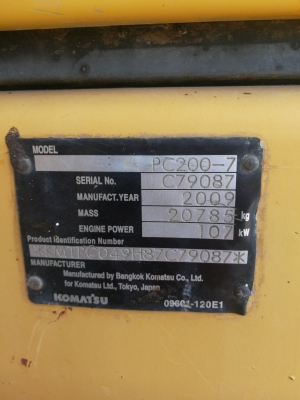 MODEL PC200-7
SERIAL No. C79087
MANUFACT.YEAR 2009
MASS 20785 kg
ENGINE POWER 107 kW
Product Identification Number
MANUFACTURER
Manufactured by Bangkok Komatsu Co., Ltd.
for Komatsu Ltd., Tokyo, Japan
KOMATSU 09601-120E1